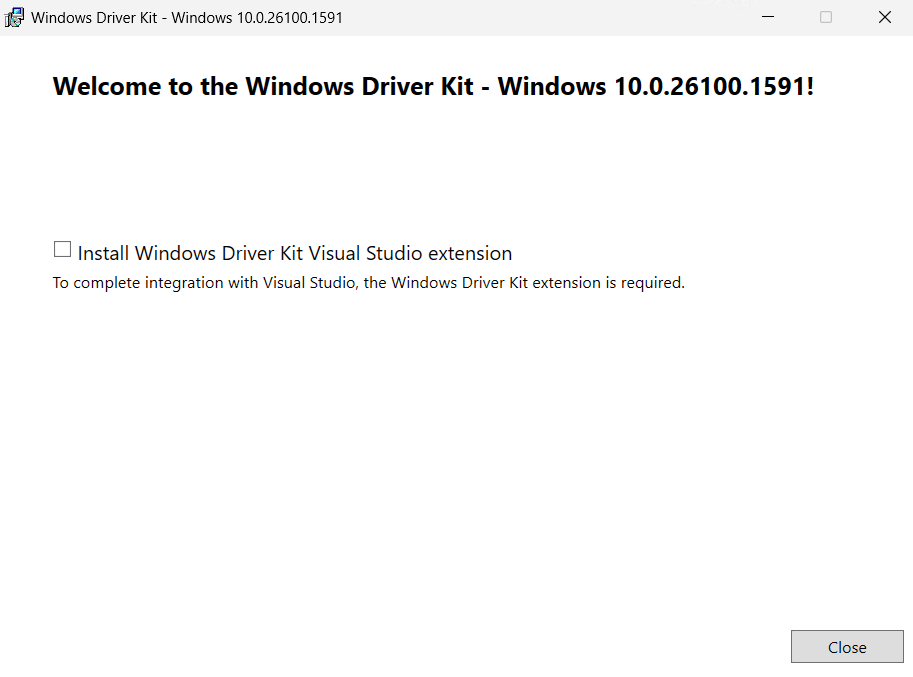 Windows Driver Kit - Windows 10.0.26100.1591
Welcome to the Windows Driver Kit - Windows 10.0.26100.1591!
Install Windows Driver Kit Visual Studio extension
To complete integration with Visual Studio, the Windows Driver Kit extension is required.
Close